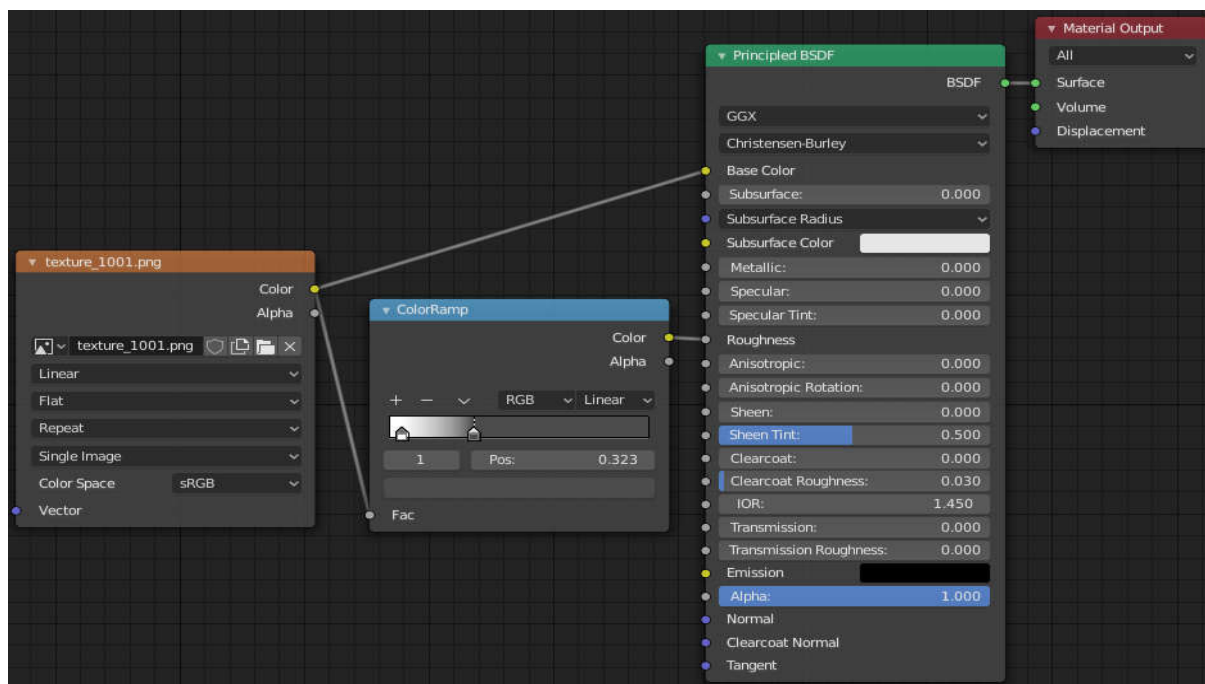 texture_1001.png
Color
Alpha
texture_1001.png
Linear
Flat
Repeat
Single Image
Color Space sRGB
Vector
ColorRamp
Color
Alpha
RGB Linear
1 Pos: 0.323
Fac
Principled BSDF
BSDF
GGX
Christensen-Burley
Base Color
Subsurface: 0.000
Subsurface Radius
Subsurface Color
Metallic: 0.000
Specular: 0.000
Specular Tint: 0.000
Roughness
Anisotropic: 0.000
Anisotropic Rotation: 0.000
Sheen: 0.000
Sheen Tint: 0.500
Clearcoat: 0.000
Clearcoat Roughness: 0.030
IOR: 1.450
Transmission: 0.000
Transmission Roughness: 0.000
Emission
Alpha: 1.000
Normal
Clearcoat Normal
Tangent
Material Output
All
Surface
Volume
Displacement